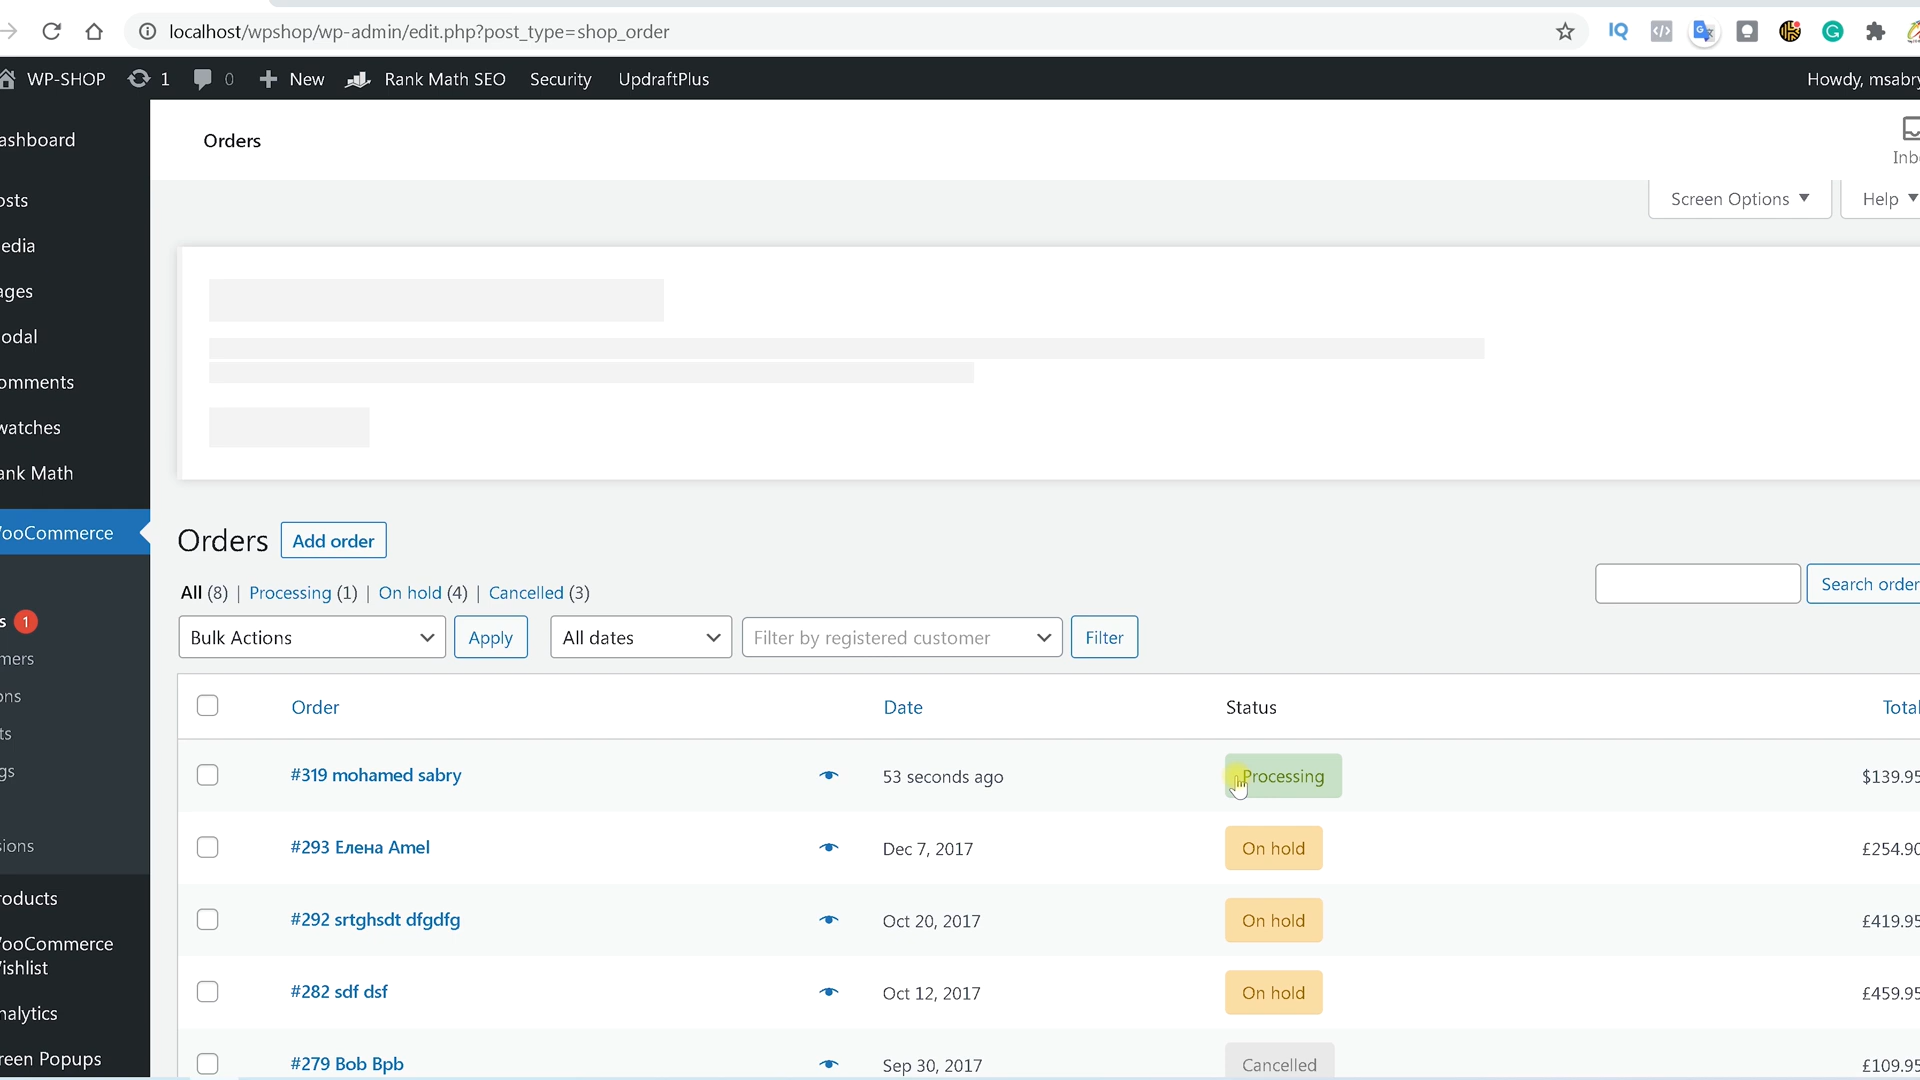 localhost/wpshop/wp-admin/edit.php?post_type=shop_order
IQ
WP-SHOP 1 0 New Rank Math SEO Security UpdraftPlus Howdy, msabry
ashboard
osts
edia
ages
odal
omments
watches
ank Math
ooCommerce
s 1
mers
ons
ts
gs
sions
roducts
ooCommerce
ishlist
nalytics
reen Popups
Orders
Inb
Screen Options
Help
Orders Add order
All (8) | Processing (1) | On hold (4) | Cancelled (3)
Search order
Bulk Actions Apply All dates Filter by registered customer Filter
Order Date Status Total
#319 mohamed sabry 53 seconds ago Processing $139.95
#293 Елена Amel Dec 7, 2017 On hold £254.90
#292 srtghsdt dfgdfg Oct 20, 2017 On hold £419.95
#282 sdf dsf Oct 12, 2017 On hold £459.95
#279 Bob Bpb Sep 30, 2017 Cancelled £109.95